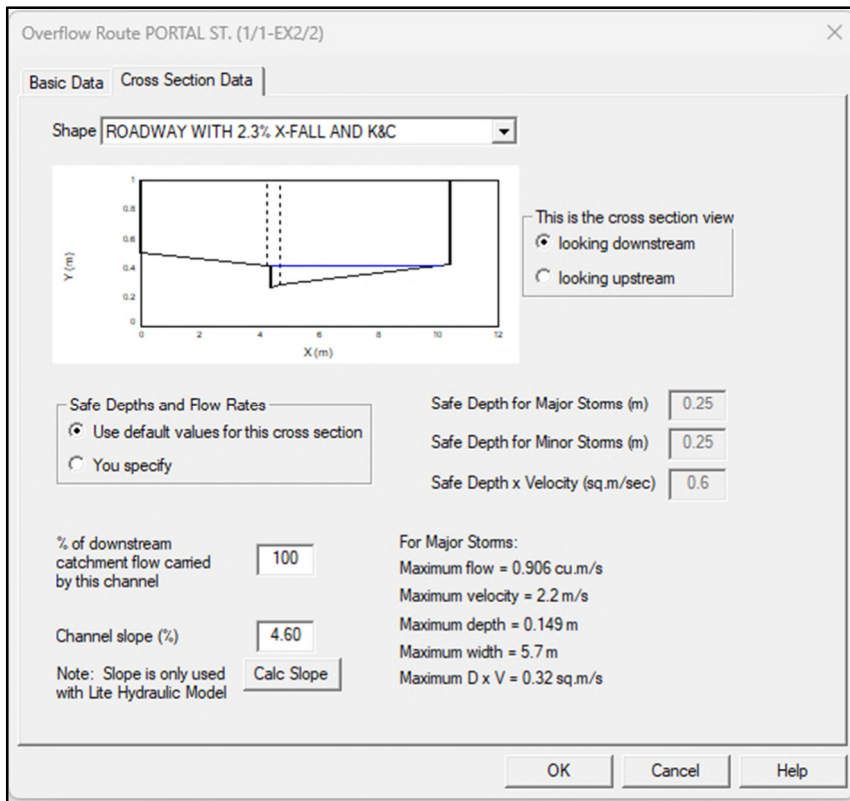 Overflow Route PORTAL ST. (1/1-EX2/2)
Basic Data
Cross Section Data
Shape
ROADWAY WITH 2.3% X-FALL AND K&C
1
0.8
0.6
0.4
0.2
0
Y (m)
0
2
4
6
8
10
12
X (m)
This is the cross section view
looking downstream
looking upstream
Safe Depths and Flow Rates
Use default values for this cross section
You specify
Safe Depth for Major Storms (m)
0.25
Safe Depth for Minor Storms (m)
0.25
Safe Depth x Velocity (sq.m/sec)
0.6
% of downstream
catchment flow carried
by this channel
100
Channel slope (%)
4.60
Note: Slope is only used
with Lite Hydraulic Model
Calc Slope
For Major Storms:
Maximum flow = 0.906 cu.m/s
Maximum velocity = 2.2 m/s
Maximum depth = 0.149 m
Maximum width = 5.7 m
Maximum D x V = 0.32 sq.m/s
OK
Cancel
Help